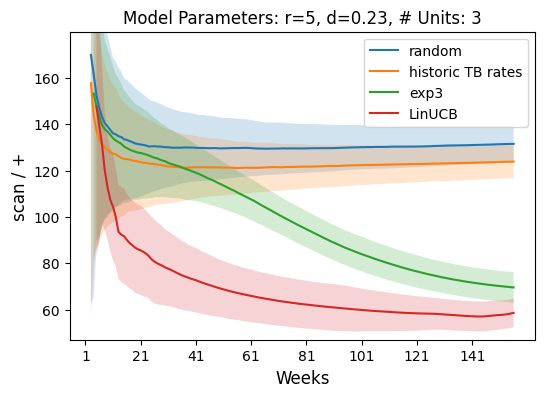 Model Parameters: r=5, d=0.23, # Units: 3
random
historic TB rates
exp3
LinUCB
scan / +
160
140
120
100
80
60
1 21 41 61 81 101 121 141
Weeks